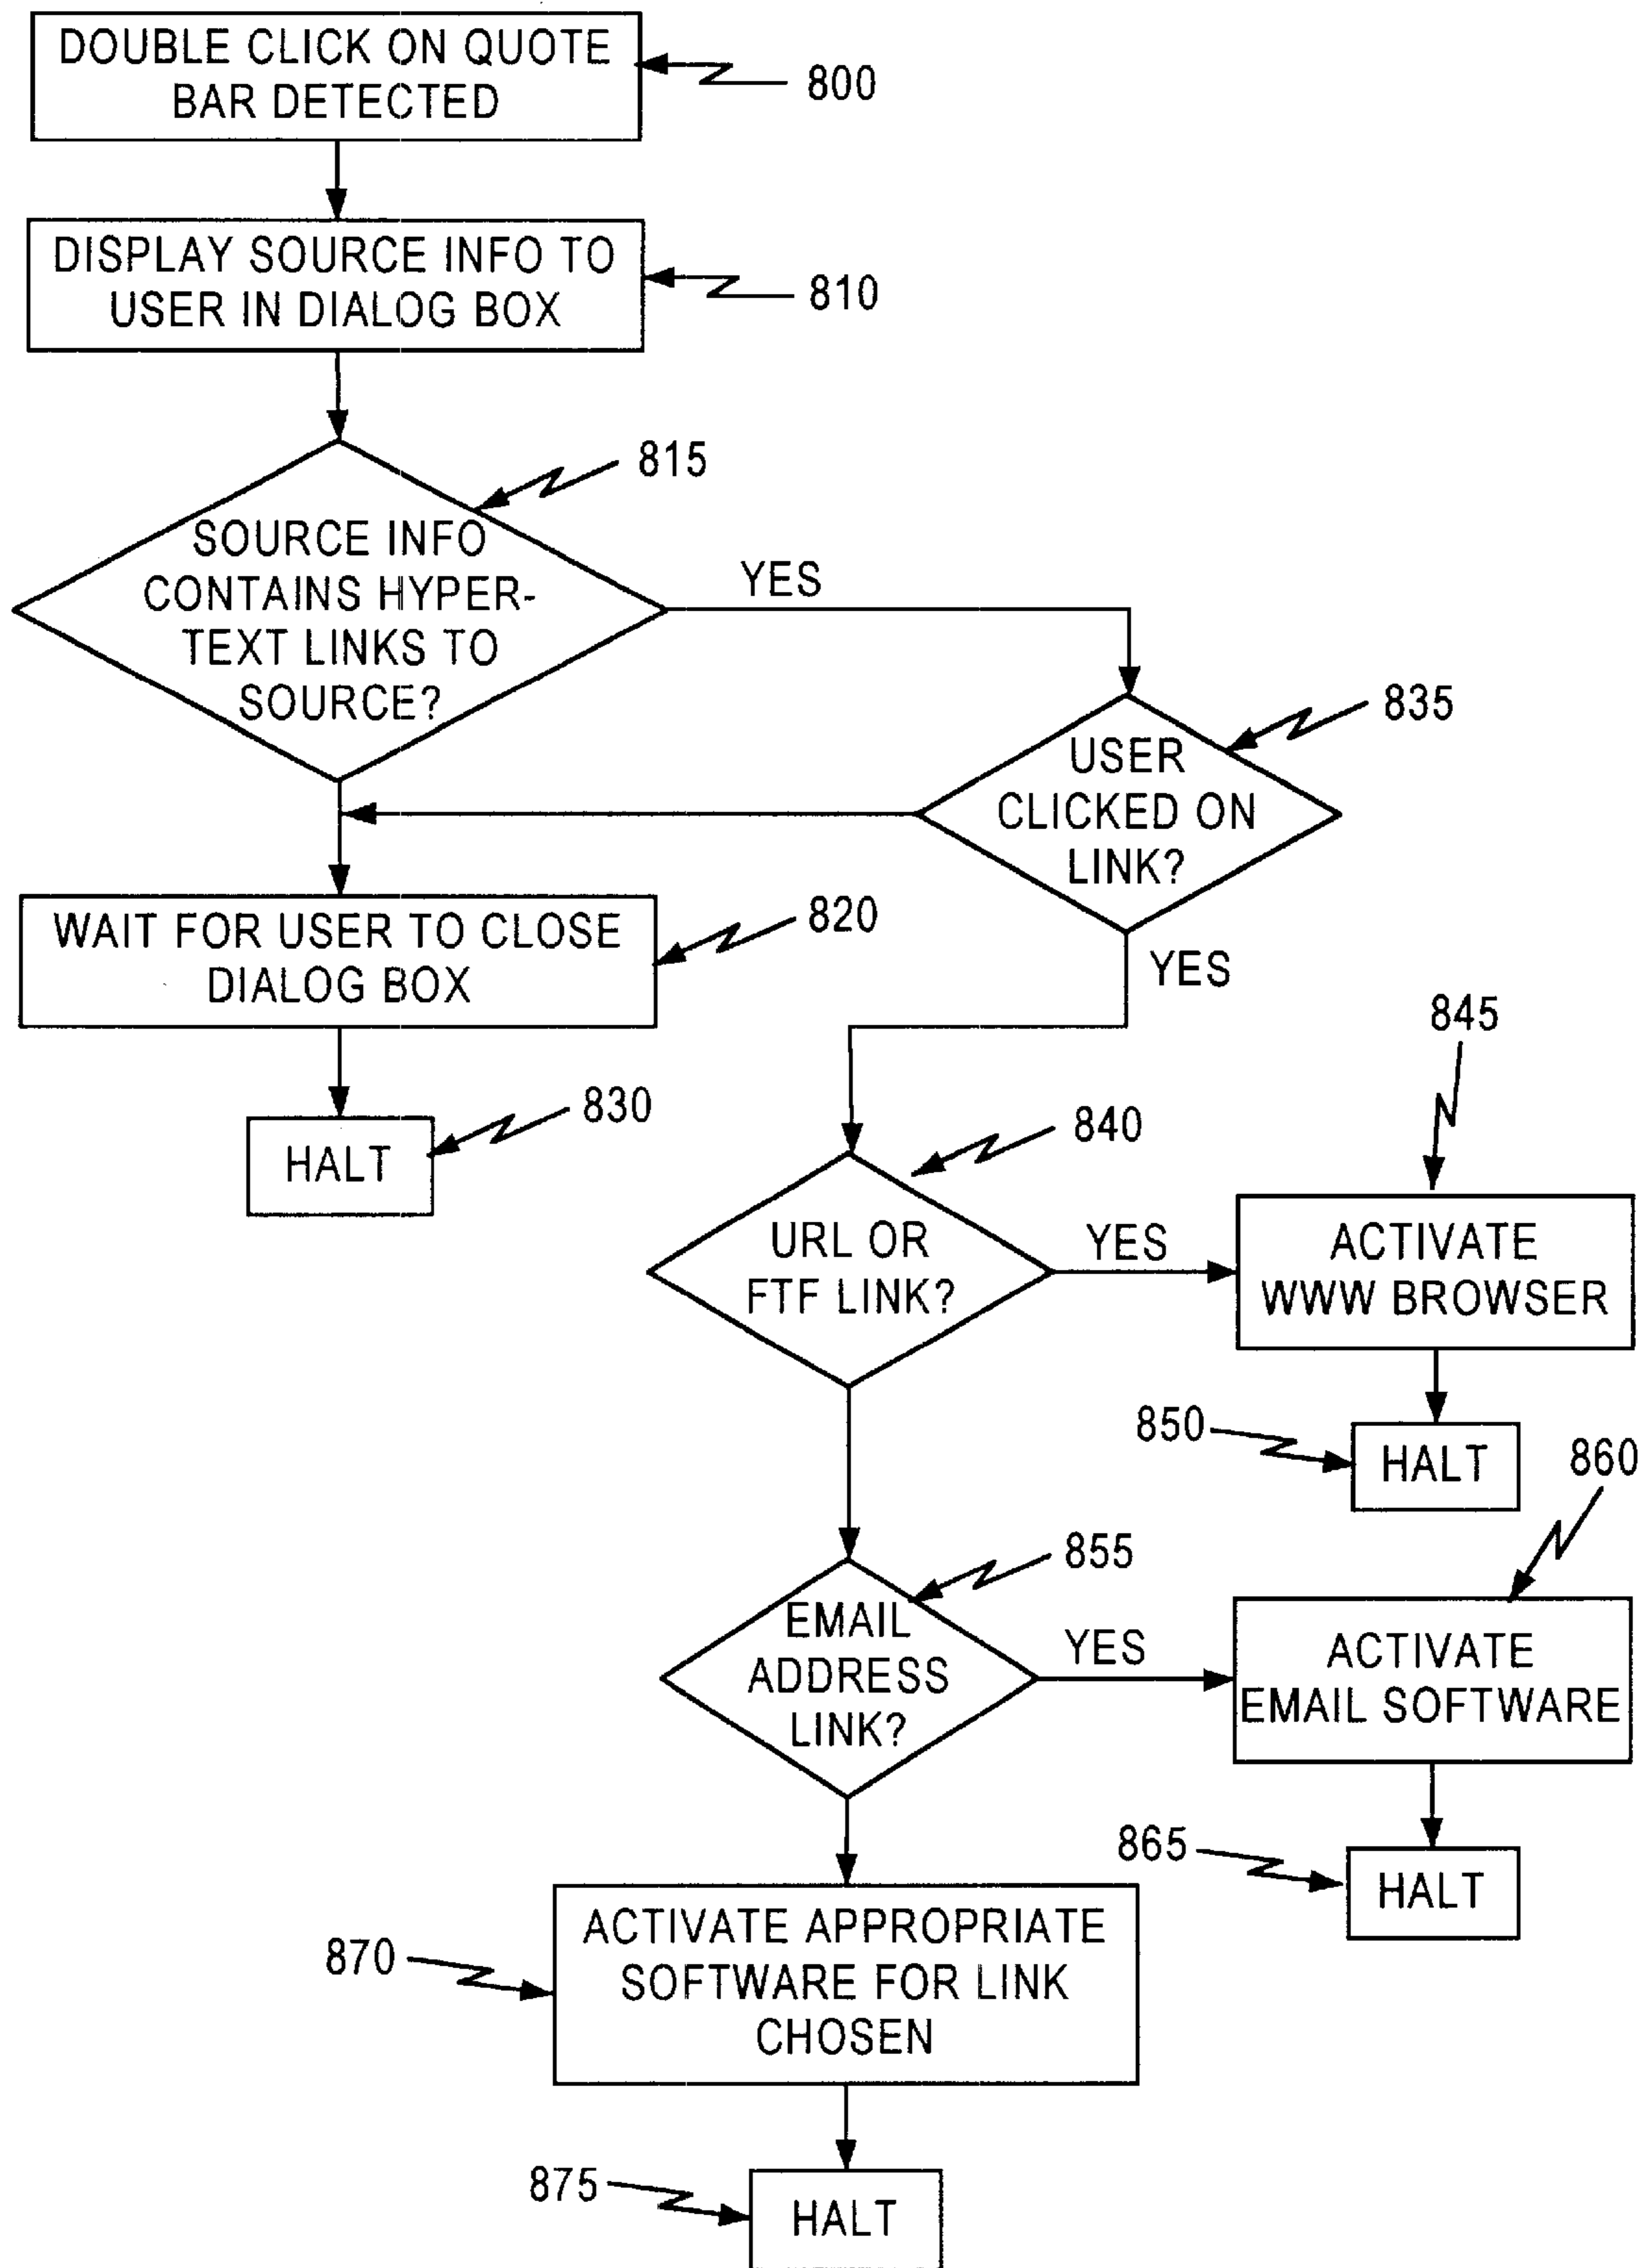 DOUBLE CLICK ON QUOTE
BAR DETECTED
800
DISPLAY SOURCE INFO TO
USER IN DIALOG BOX
810
815
SOURCE INFO
CONTAINS HYPER-
TEXT LINKS TO
SOURCE?
YES
835
USER
CLICKED ON
LINK?
YES
WAIT FOR USER TO CLOSE
DIALOG BOX
820
HALT
830
840
URL OR
FTF LINK?
YES
845
ACTIVATE
WWW BROWSER
850
HALT
855
EMAIL
ADDRESS
LINK?
YES
860
ACTIVATE
EMAIL SOFTWARE
865
HALT
870
ACTIVATE APPROPRIATE
SOFTWARE FOR LINK
CHOSEN
875
HALT